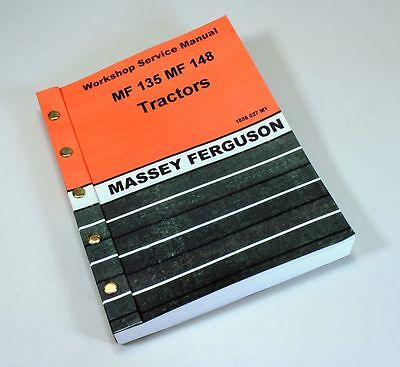 Workshop Service Manual
MF 135 MF 148
Tractors
1856 027 M1
MASSEY FERGUSON